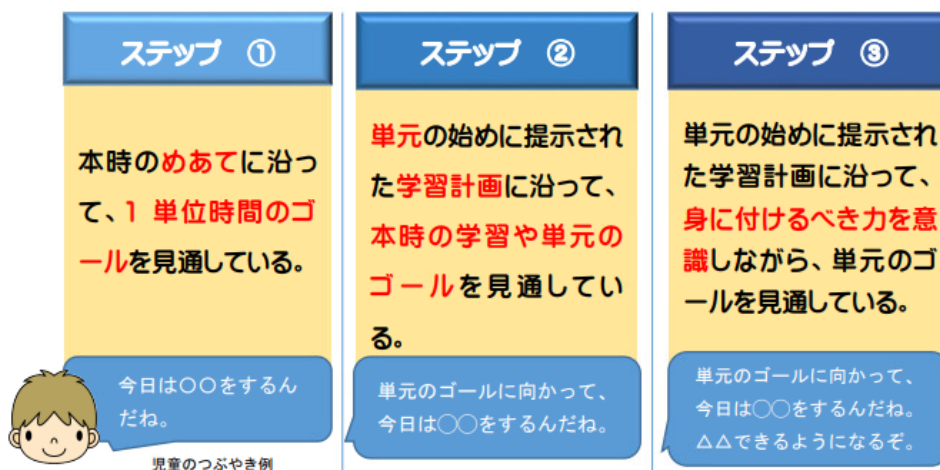 ステップ ①
本時のめあてに沿っ
て、1 単位時間のゴ
ールを見通している。
今日は〇〇をするん
だね。
児童のつぶやき例
ステップ ②
単元の始めに提示され
た学習計画に沿って、
本時の学習や単元の
ゴールを見通してい
る。
単元のゴールに向かって、
今日は◯◯をするんだね。
ステップ ③
単元の始めに提示され
た学習計画に沿って、
身に付けるべき力を意
識しながら、単元のゴ
ールを見通している。
単元のゴールに向かって、
今日は◯◯をするんだね。
△△できるようになるぞ。